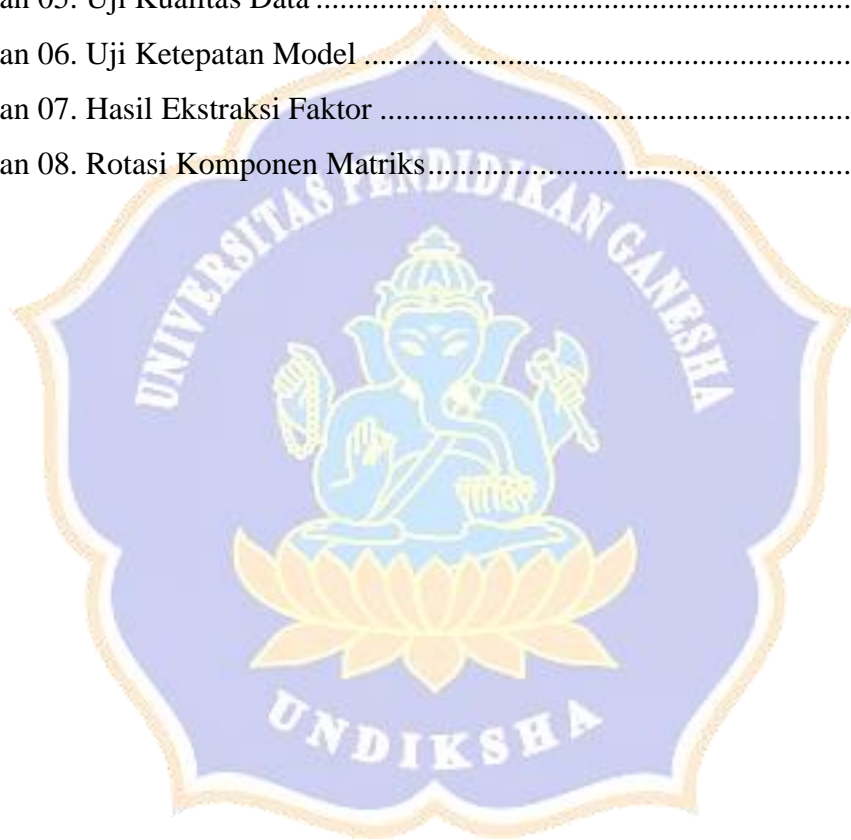 an 05. Uji Kualitas Data ........................................................................
an 06. Uji Ketepatan Model ...............................................................
an 07. Hasil Ekstraksi Faktor .............................................................
an 08. Rotasi Komponen Matriks.......................................................
UNIVERSITAS PENDIDIKAN GANESHA
UNDIKSHA